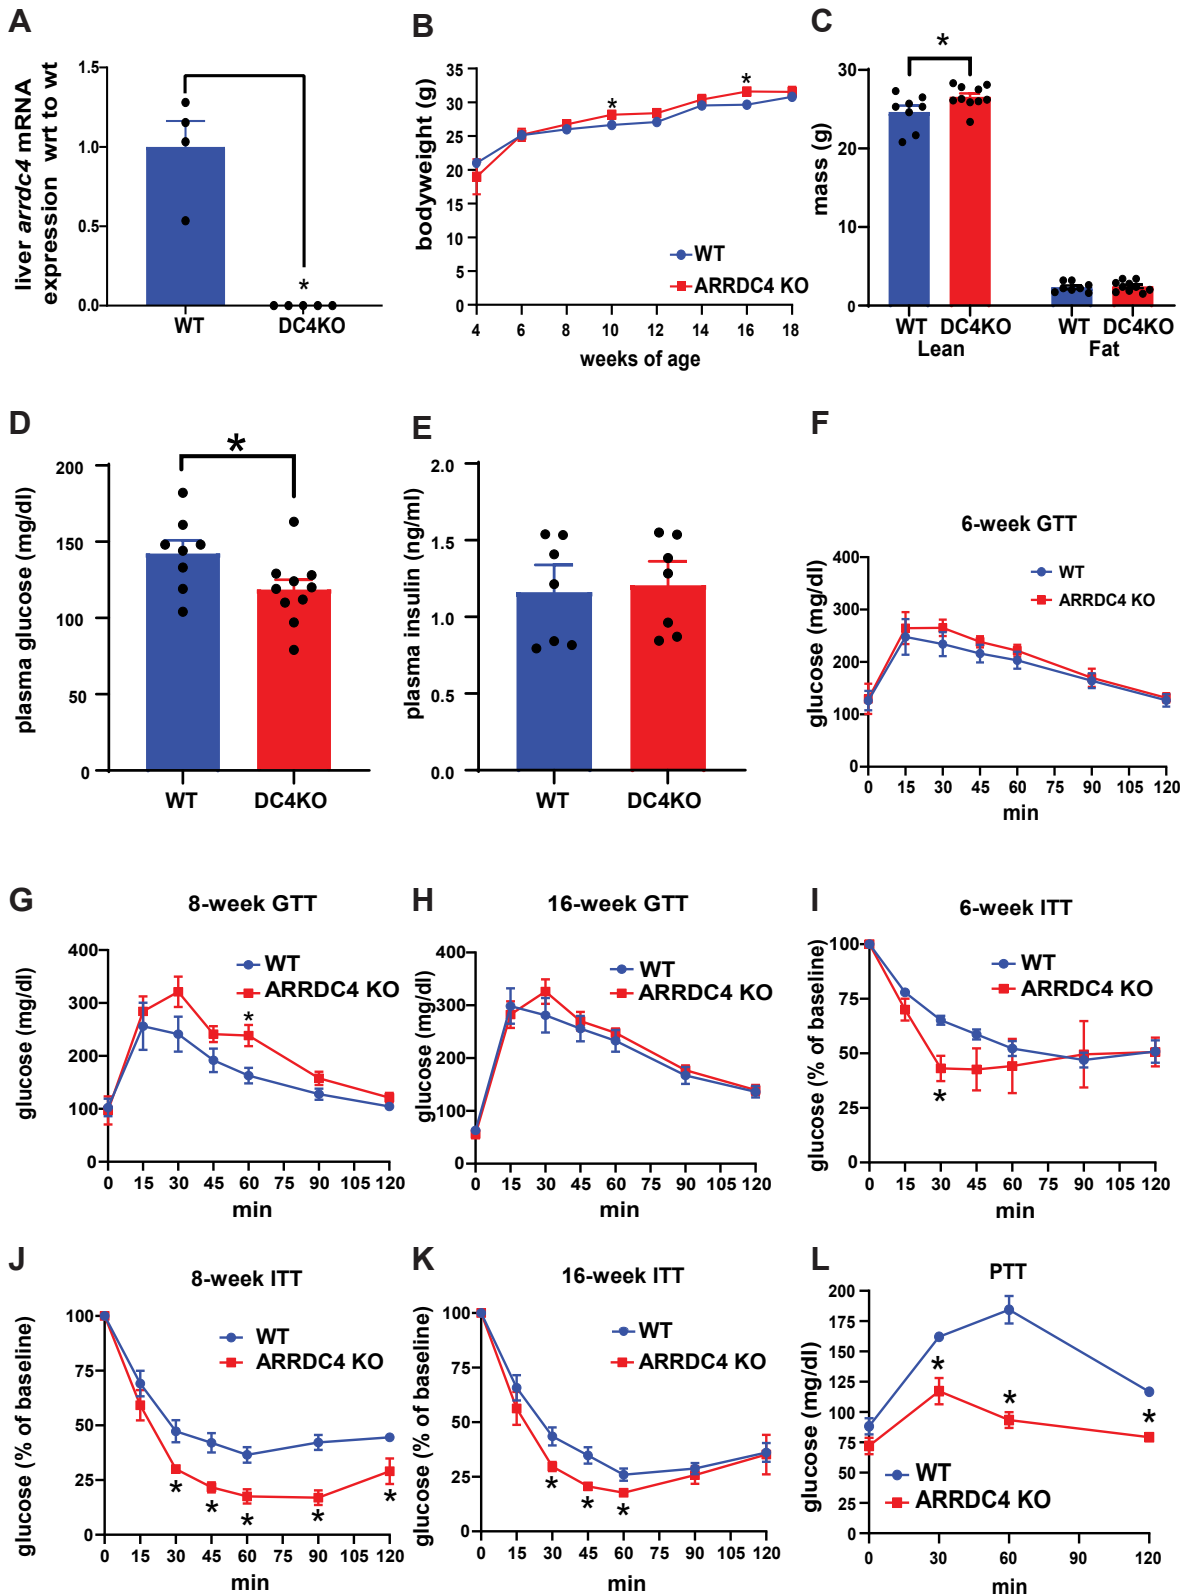 A
liver arrdc4 mRNA
expression wrt to wt
1.5
1.0
0.5
0.0
*
WT
DC4KO
B
bodyweight (g)
35
30
25
20
15
10
5
0
*
*
WT
ARRDC4 KO
4
6
8
10
12
14
16
18
weeks of age
C
mass (g)
30
20
10
0
*
WT
DC4KO
WT
DC4KO
Lean
Fat
D
plasma glucose (mg/dl)
200
150
100
50
0
*
WT
DC4KO
E
plasma insulin (ng/ml)
2.0
1.5
1.0
0.5
0.0
WT
DC4KO
F
6-week GTT
glucose (mg/dl)
400
300
200
100
0
WT
ARRDC4 KO
0
15
30
45
60
75
90
105
120
min
G
8-week GTT
glucose (mg/dl)
400
300
200
100
0
WT
ARRDC4 KO
*
0
15
30
45
60
75
90
105
120
min
H
16-week GTT
glucose (mg/dl)
400
300
200
100
0
WT
ARRDC4 KO
0
15
30
45
60
75
90
105
120
min
I
6-week ITT
glucose (% of baseline)
100
75
50
25
0
WT
ARRDC4 KO
*
0
15
30
45
60
75
90
105
120
min
J
8-week ITT
glucose (% of baseline)
100
75
50
25
0
WT
ARRDC4 KO
*
*
*
*
*
0
15
30
45
60
75
90
105
120
min
K
16-week ITT
glucose (% of baseline)
100
75
50
25
0
WT
ARRDC4 KO
*
*
*
0
15
30
45
60
75
90
105
120
min
L
PTT
glucose (mg/dl)
200
175
150
125
100
75
50
25
0
*
*
*
WT
ARRDC4 KO
0
30
60
90
120
min